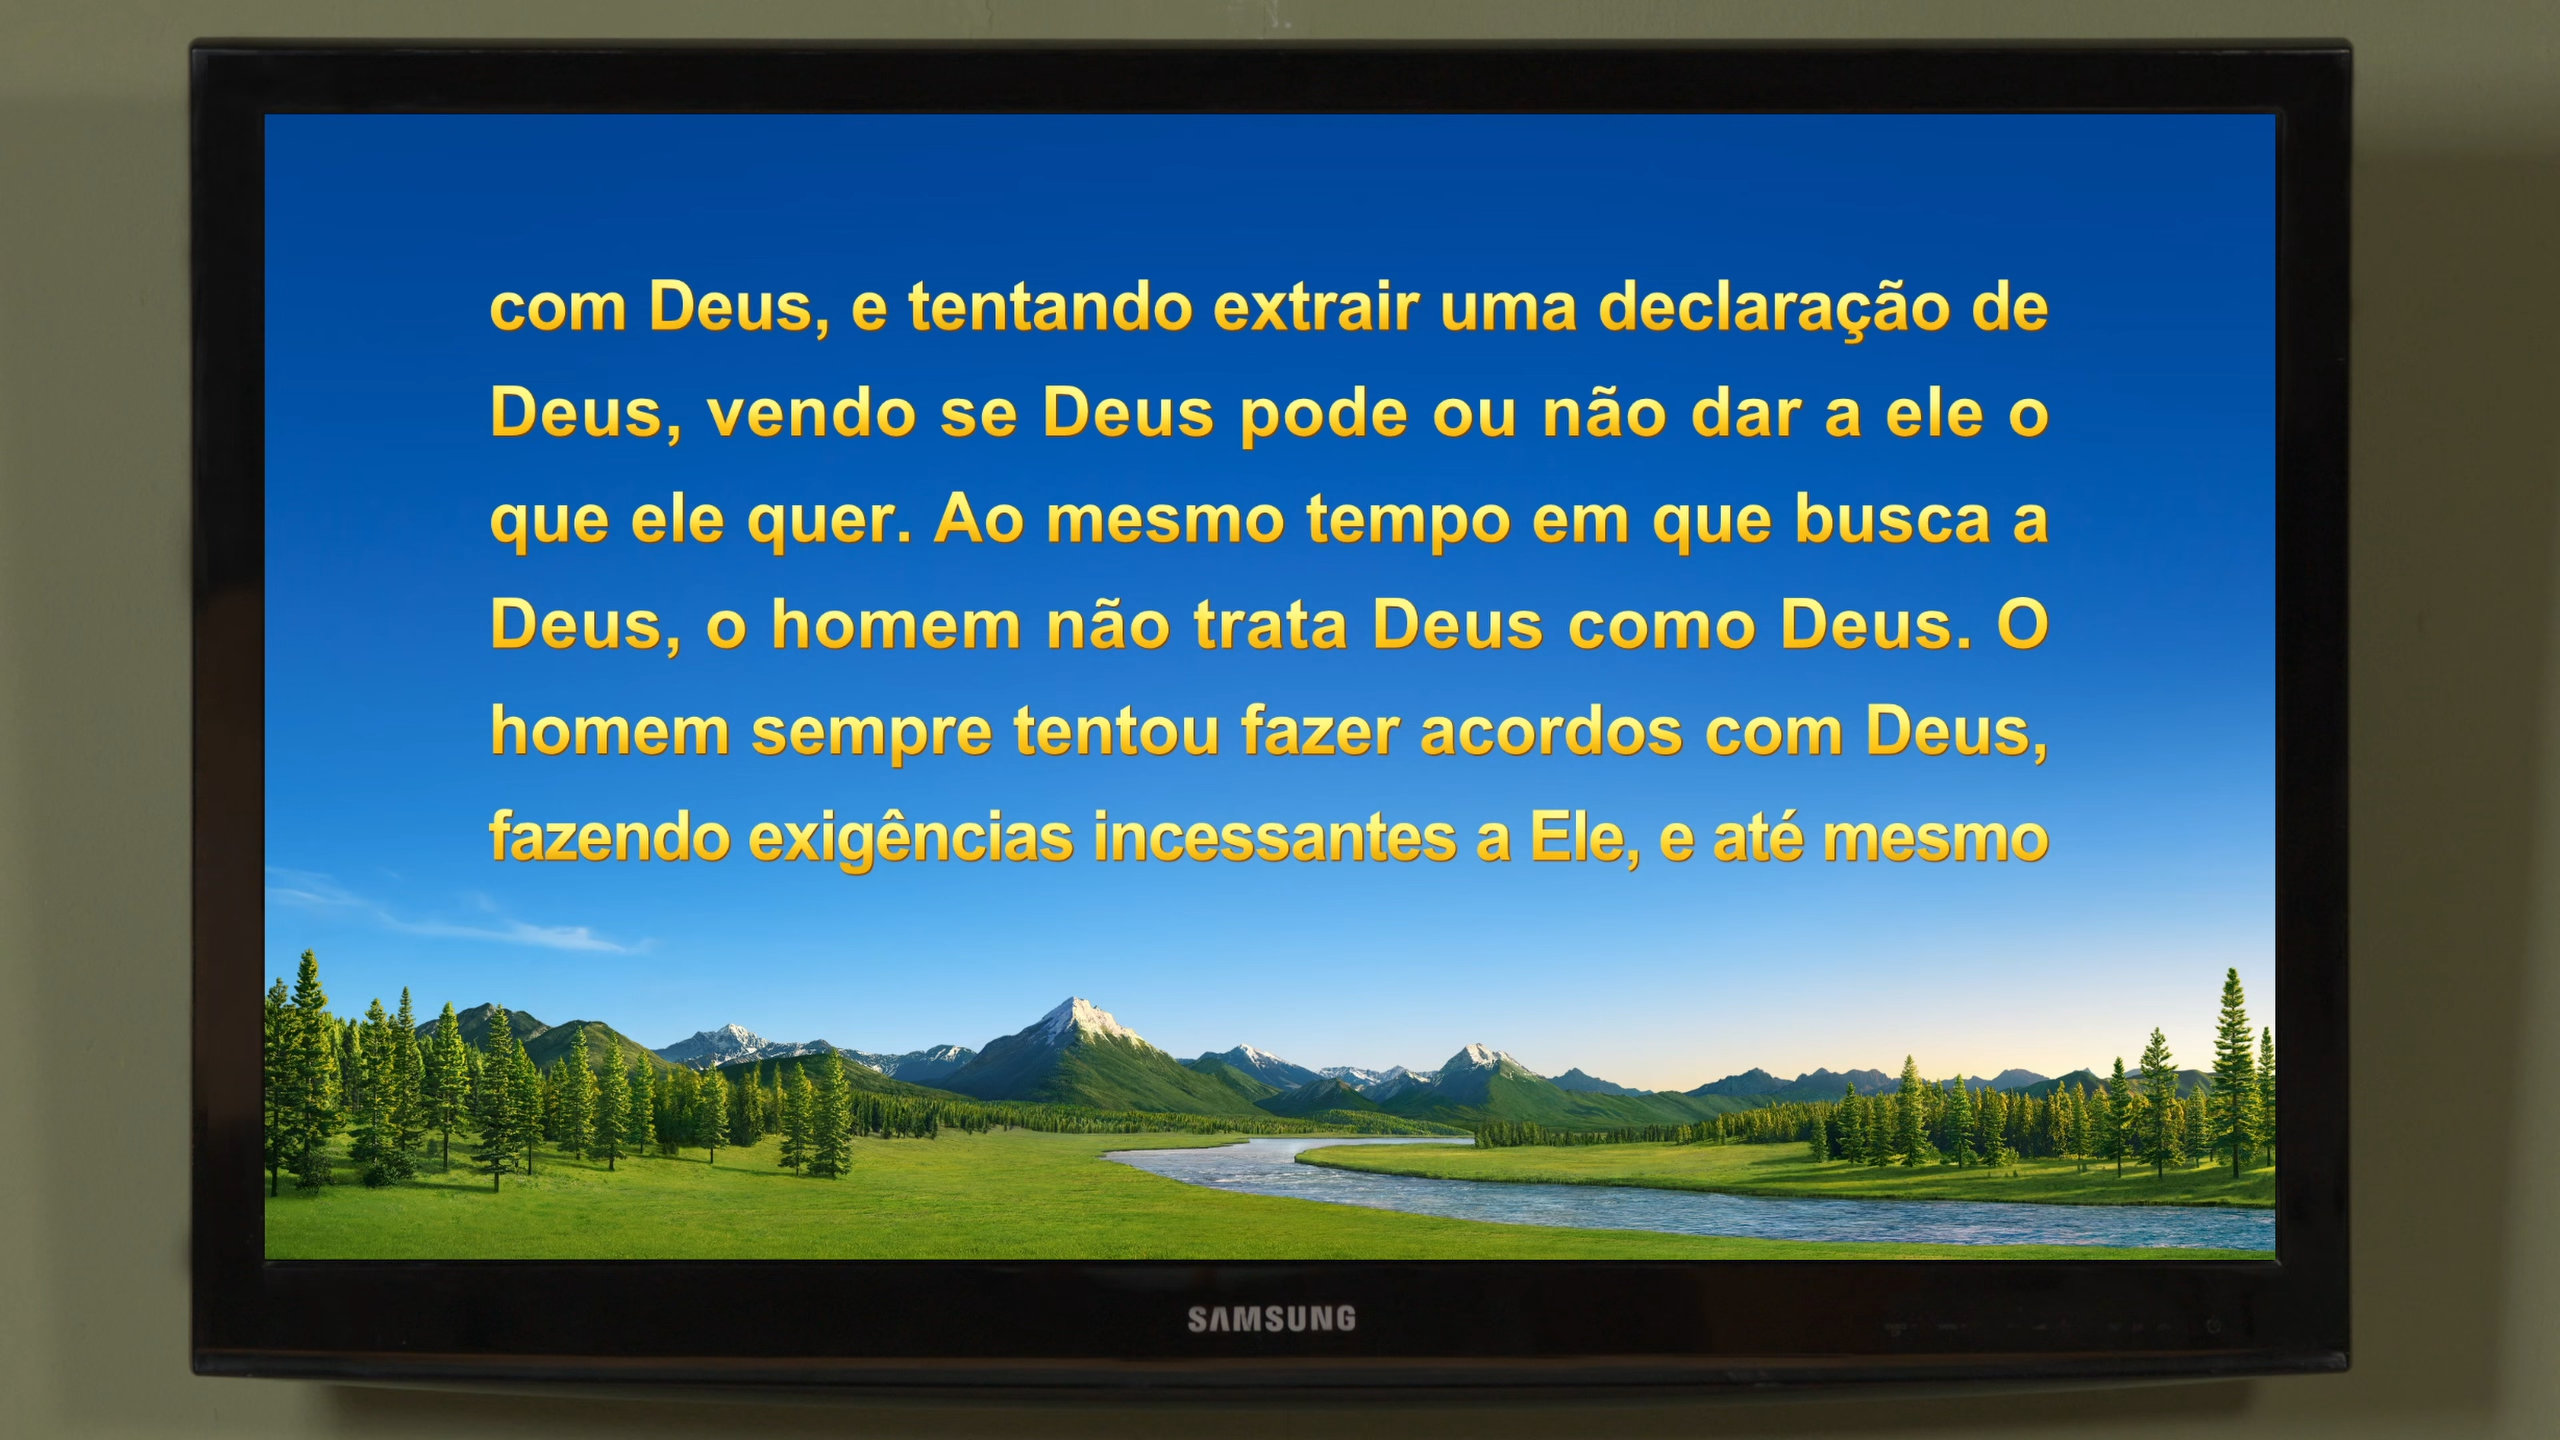 com Deus, e tentando extrair uma declaração de
Deus, vendo se Deus pode ou não dar a ele o
que ele quer. Ao mesmo tempo em que busca a
Deus, o homem não trata Deus como Deus. O
homem sempre tentou fazer acordos com Deus,
fazendo exigências incessantes a Ele, e até mesmo
SAMSUNG